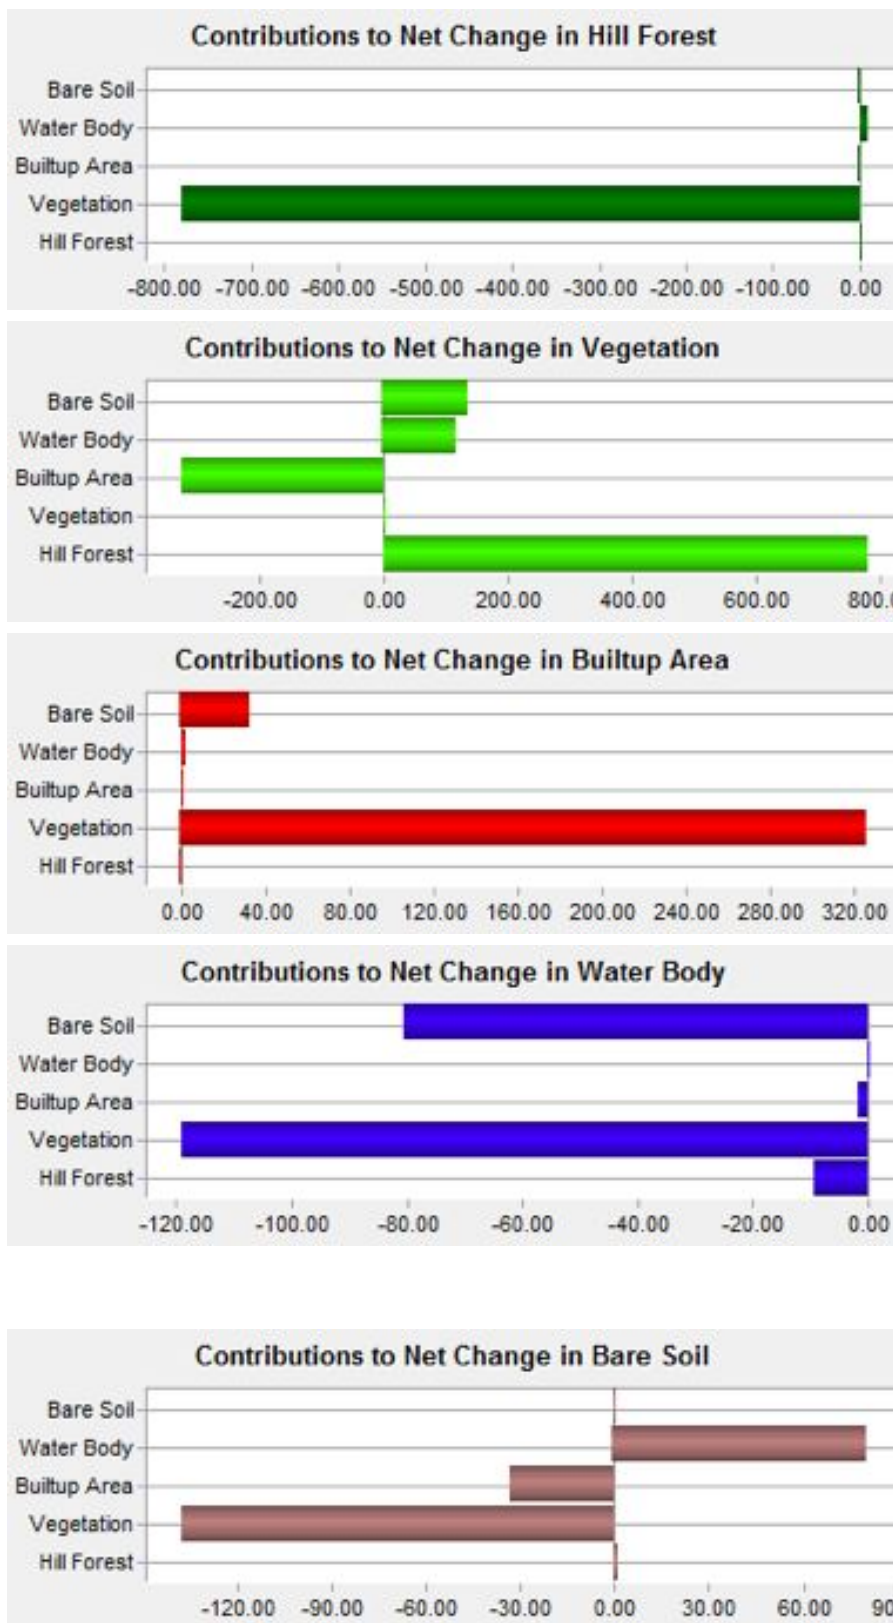 Contributions to Net Change in Hill Forest
Bare Soil
Water Body
Builtup Area
Vegetation
Hill Forest
-800.00 -700.00 -600.00 -500.00 -400.00 -300.00 -200.00 -100.00 0.00
Contributions to Net Change in Vegetation
Bare Soil
Water Body
Builtup Area
Vegetation
Hill Forest
-200.00 0.00 200.00 400.00 600.00 800.0
Contributions to Net Change in Builtup Area
Bare Soil
Water Body
Builtup Area
Vegetation
Hill Forest
0.00 40.00 80.00 120.00 160.00 200.00 240.00 280.00 320.00
Contributions to Net Change in Water Body
Bare Soil
Water Body
Builtup Area
Vegetation
Hill Forest
-120.00 -100.00 -80.00 -60.00 -40.00 -20.00 0.00
Contributions to Net Change in Bare Soil
Bare Soil
Water Body
Builtup Area
Vegetation
Hill Forest
-120.00 -90.00 -60.00 -30.00 0.00 30.00 60.00 90